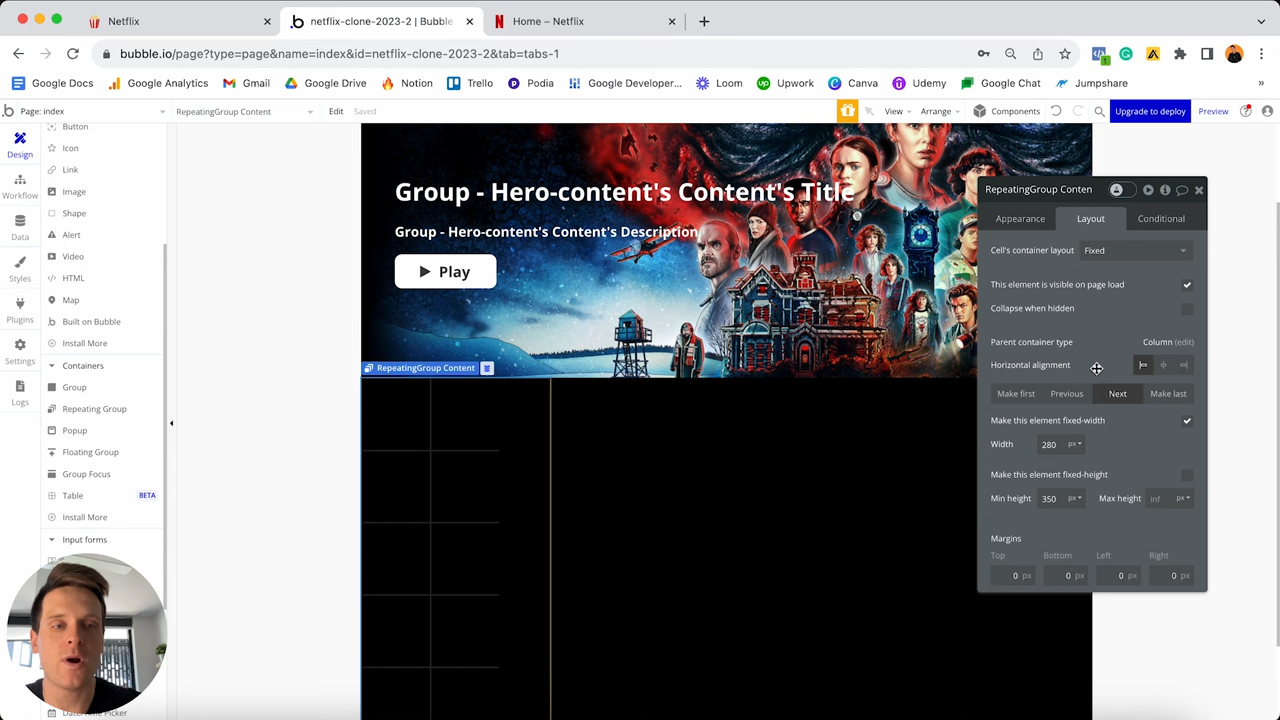 Netflix
netflix-clone-2023-2 | Bubble
Home – Netflix
bubble.io/page?type=page&name=index&id=netflix-clone-2023-2&tab=tabs-1
1
Google Docs
Google Analytics
Gmail
Google Drive
Notion
Trello
Podia
Google Developer...
Loom
Upwork
Canva
Udemy
Google Chat
Jumpshare
»
Page: index
RepeatingGroup Content
Edit
Saved
View
Arrange
Components
Upgrade to deploy
Preview
Design
Workflow
Data
Styles
Plugins
Settings
Logs
Button
Icon
Link
Image
Shape
Alert
Video
HTML
Map
Built on Bubble
Install More
Containers
Group
Repeating Group
Popup
Floating Group
Group Focus
Table
BETA
Install More
Input forms
Date/Time Picker
Group - Hero-content's Content's Title
Group - Hero-content's Content's Description
Play
RepeatingGroup Content
RepeatingGroup Conten
Appearance
Layout
Conditional
Cell's container layout
Fixed
This element is visible on page load
Collapse when hidden
Parent container type
Column (edit)
Horizontal alignment
Make first
Previous
Next
Make last
Make this element fixed-width
Width
280 px
Make this element fixed-height
Min height
350 px
Max height
inf px
Margins
Top
Bottom
Left
Right
0 px
0 px
0 px
0 px